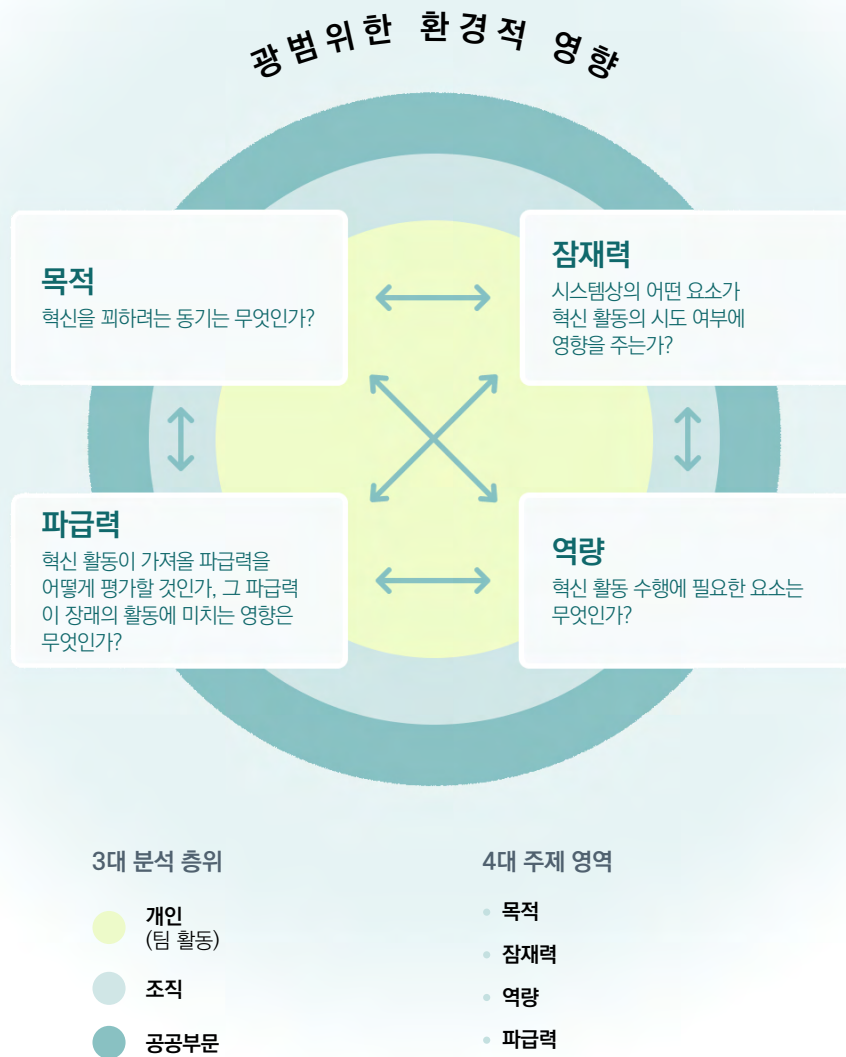 광범위한 환경적 영향
목적
혁신을 꾀하려는 동기는 무엇인가?
잠재력
시스템상의 어떤 요소가
혁신 활동의 시도 여부에
영향을 주는가?
파급력
혁신 활동이 가져올 파급력을
어떻게 평가할 것인가, 그 파급력
이 장래의 활동에 미치는 영향은
무엇인가?
역량
혁신 활동 수행에 필요한 요소는
무엇인가?
3대 분석 층위
개인
(팀 활동)
조직
공공부문
4대 주제 영역
• 목적
• 잠재력
• 역량
• 파급력